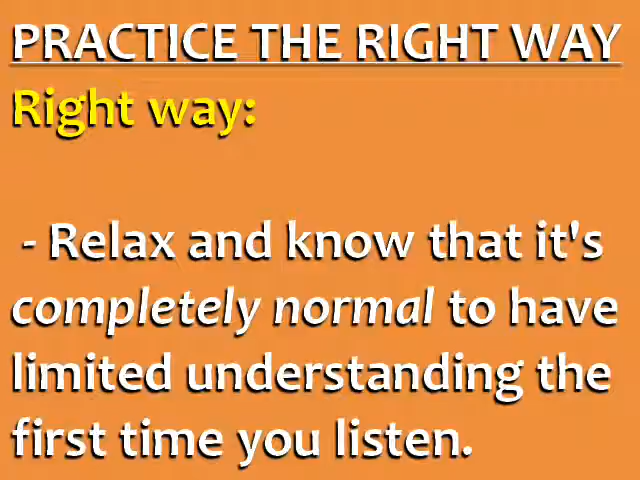 PRACTICE THE RIGHT WAY
Right way:
- Relax and know that it's
completely normal to have
limited understanding the
first time you listen.